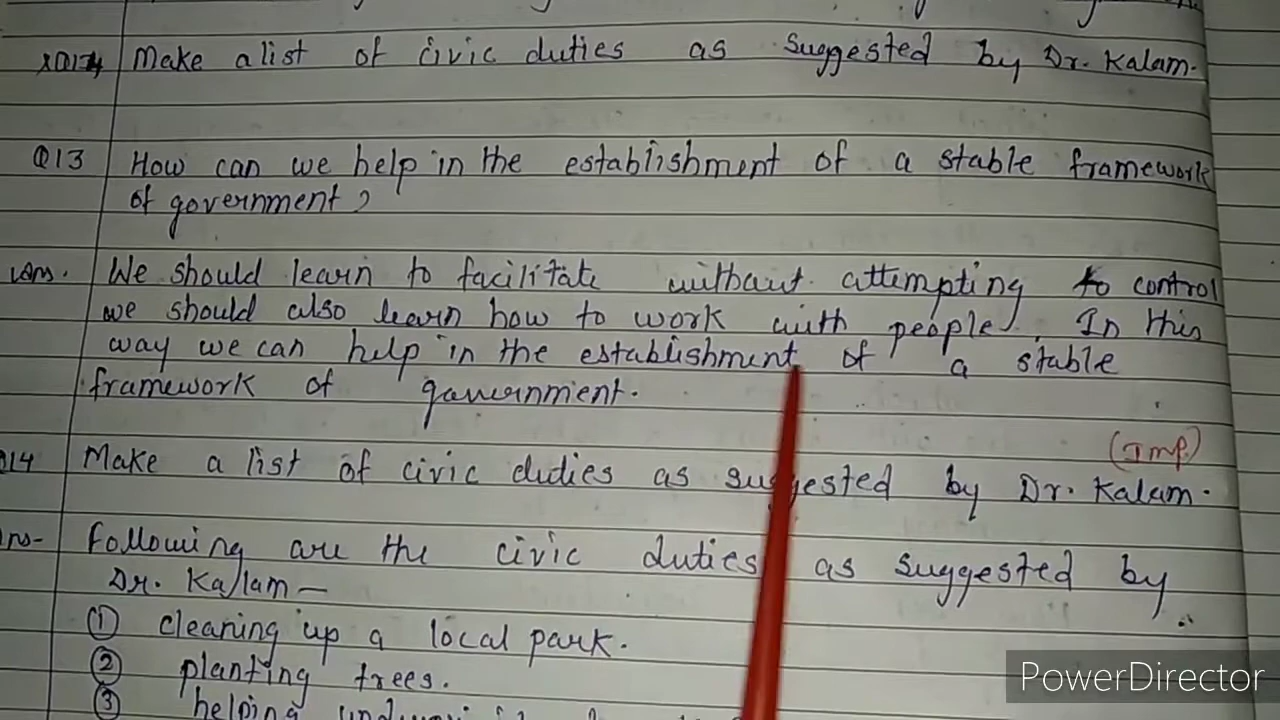 Make a list of civic duties as suggested by Dr. Kalam.
Q13 How can we help in the establishment of a stable framework
of government?
Ans. We should learn to facilitate without attempting to control
we should also learn how to work with people. In this
way we can help in the establishment of a stable
framework of government.
(Imp)
Q14 Make a list of civic duties as suggested by Dr. Kalam.
Ans- Following are the civic duties as suggested by
Dr. Kalam —
① cleaning up a local park.
② planting trees.
③ helping
PowerDirector